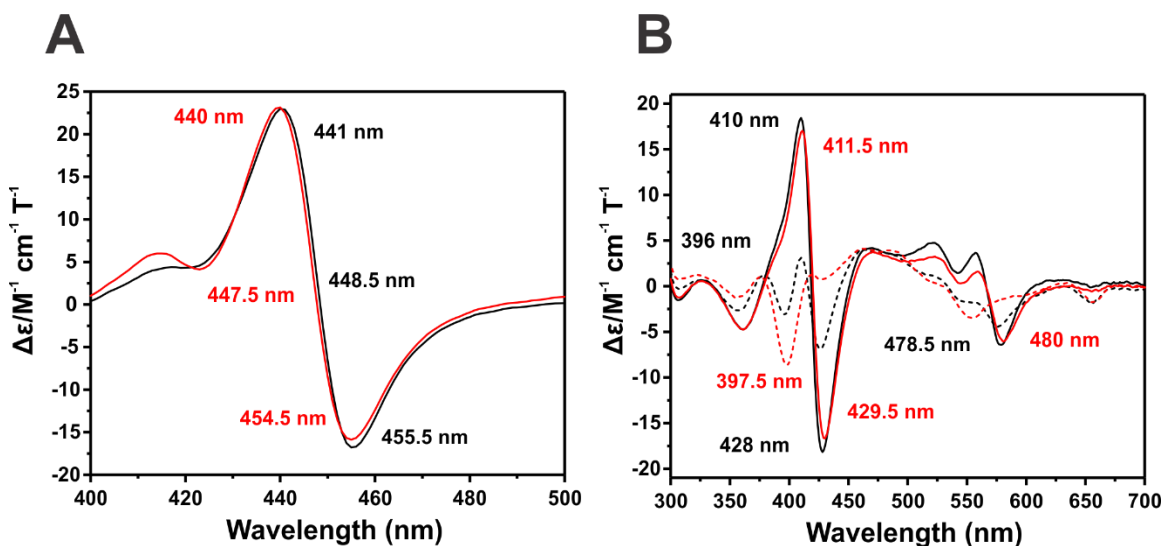 A
B
Δε/M⁻¹ cm⁻¹ T⁻¹
25
20
15
10
5
0
-5
-10
-15
-20
440 nm
441 nm
447.5 nm
448.5 nm
454.5 nm
455.5 nm
400
420
440
460
480
500
Wavelength (nm)
Δε/M⁻¹ cm⁻¹ T⁻¹
20
15
10
5
0
-5
-10
-15
-20
410 nm
411.5 nm
396 nm
478.5 nm
480 nm
397.5 nm
429.5 nm
428 nm
300
350
400
450
500
550
600
650
700
Wavelength (nm)